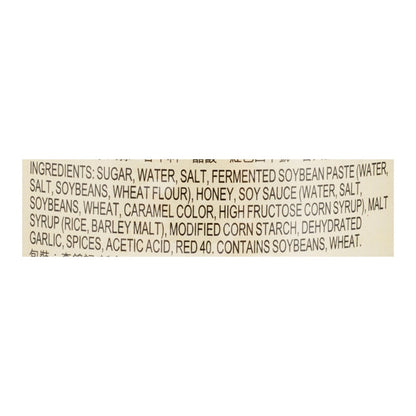 INGREDIENTS: SUGAR, WATER, SALT, FERMENTED SOYBEAN PASTE (WATER,
SALT, SOYBEANS, WHEAT FLOUR), HONEY, SOY SAUCE (WATER, SALT,
SOYBEANS, WHEAT, CARAMEL COLOR, HIGH FRUCTOSE CORN SYRUP), MALT
SYRUP (RICE, BARLEY MALT), MODIFIED CORN STARCH, DEHYDRATED
GARLIC, SPICES, ACETIC ACID, RED 40. CONTAINS SOYBEANS, WHEAT.